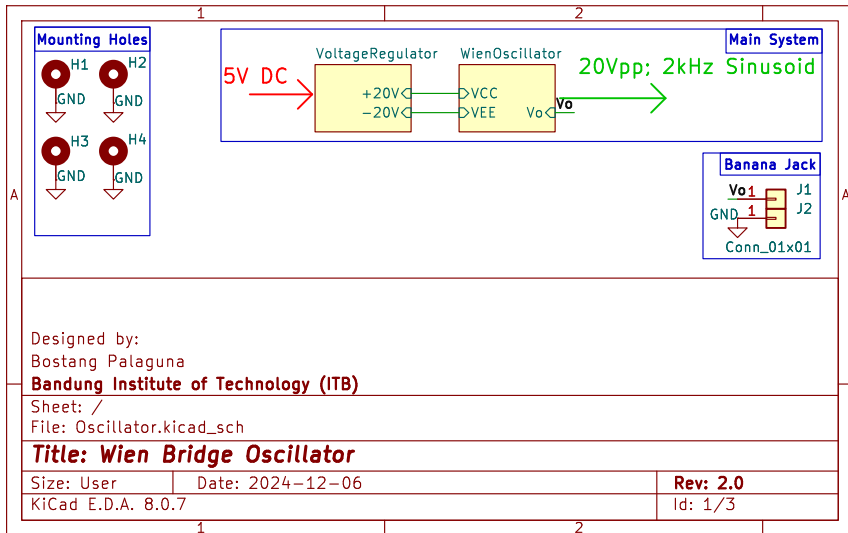 1 2
Mounting Holes
H1 H2
GND GND
H3 H4
GND GND
Main System
VoltageRegulator WienOscillator
5V DC
20Vpp; 2kHz Sinusoid
+20V VCC
-20V VEE Vo
Vo
A A
Banana Jack
Vo 1 J1
GND 1 J2
Conn_01x01
Designed by:
Bostang Palaguna
Bandung Institute of Technology (ITB)
Sheet: /
File: Oscillator.kicad_sch
Title: Wien Bridge Oscillator
Size: User Date: 2024-12-06 Rev: 2.0
KiCad E.D.A. 8.0.7 Id: 1/3
1 2